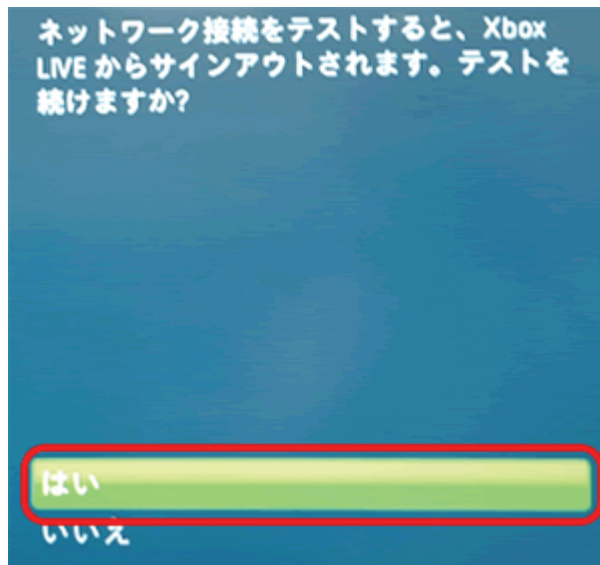 ネットワーク接続をテストすると、Xbox
LIVE からサインアウトされます。テストを
続けますか?
はい
いいえ